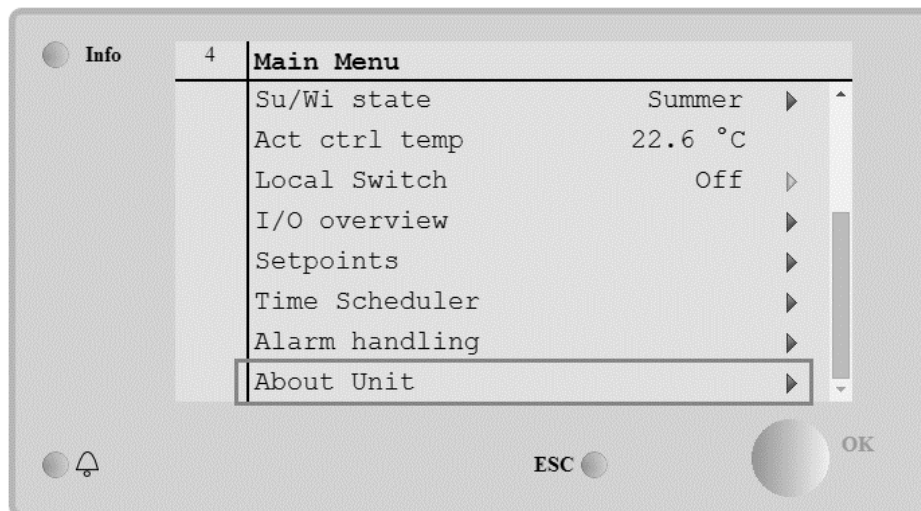 Info
4 Main Menu
Su/Wi state Summer
Act ctrl temp 22.6 °C
Local Switch Off
I/O overview
Setpoints
Time Scheduler
Alarm handling
About Unit
OK
ESC